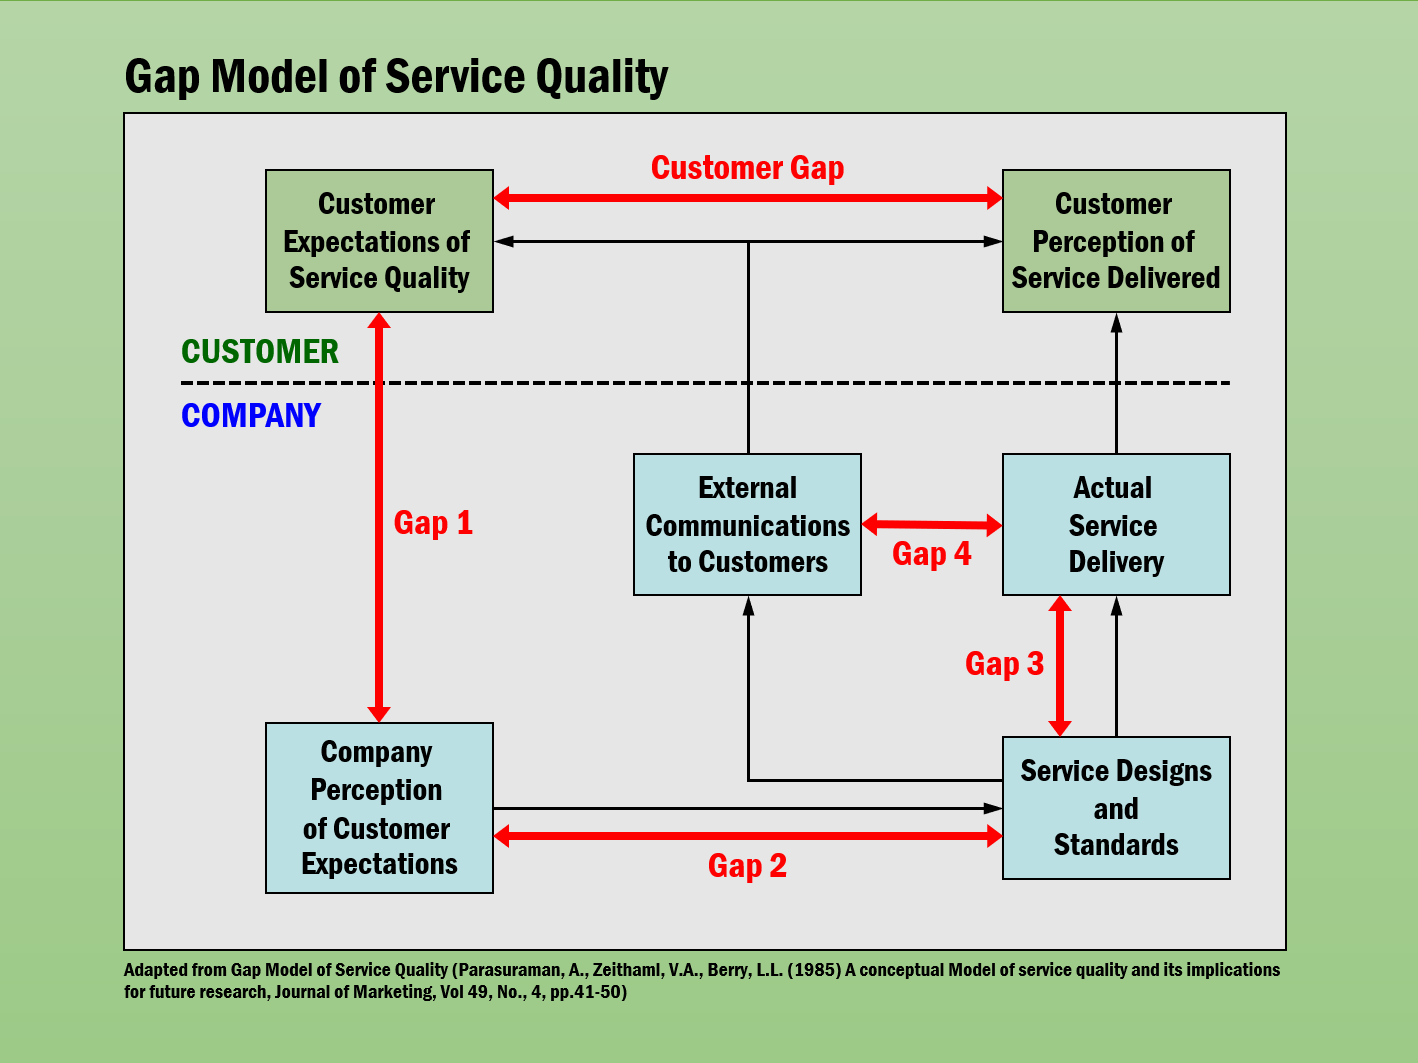 Gap Model of Service Quality
Customer Gap
Customer
Expectations of
Service Quality
Customer
Perception of
Service Delivered
CUSTOMER
COMPANY
Gap 1
External
Communications
to Customers
Gap 4
Actual
Service
Delivery
Gap 3
Company
Perception
of Customer
Expectations
Service Designs
and
Standards
Gap 2
Adapted from Gap Model of Service Quality (Parasuraman, A., Zeithaml, V.A., Berry, L.L. (1985) A conceptual Model of service quality and its implications
for future research, Journal of Marketing, Vol 49, No., 4, pp.41-50)